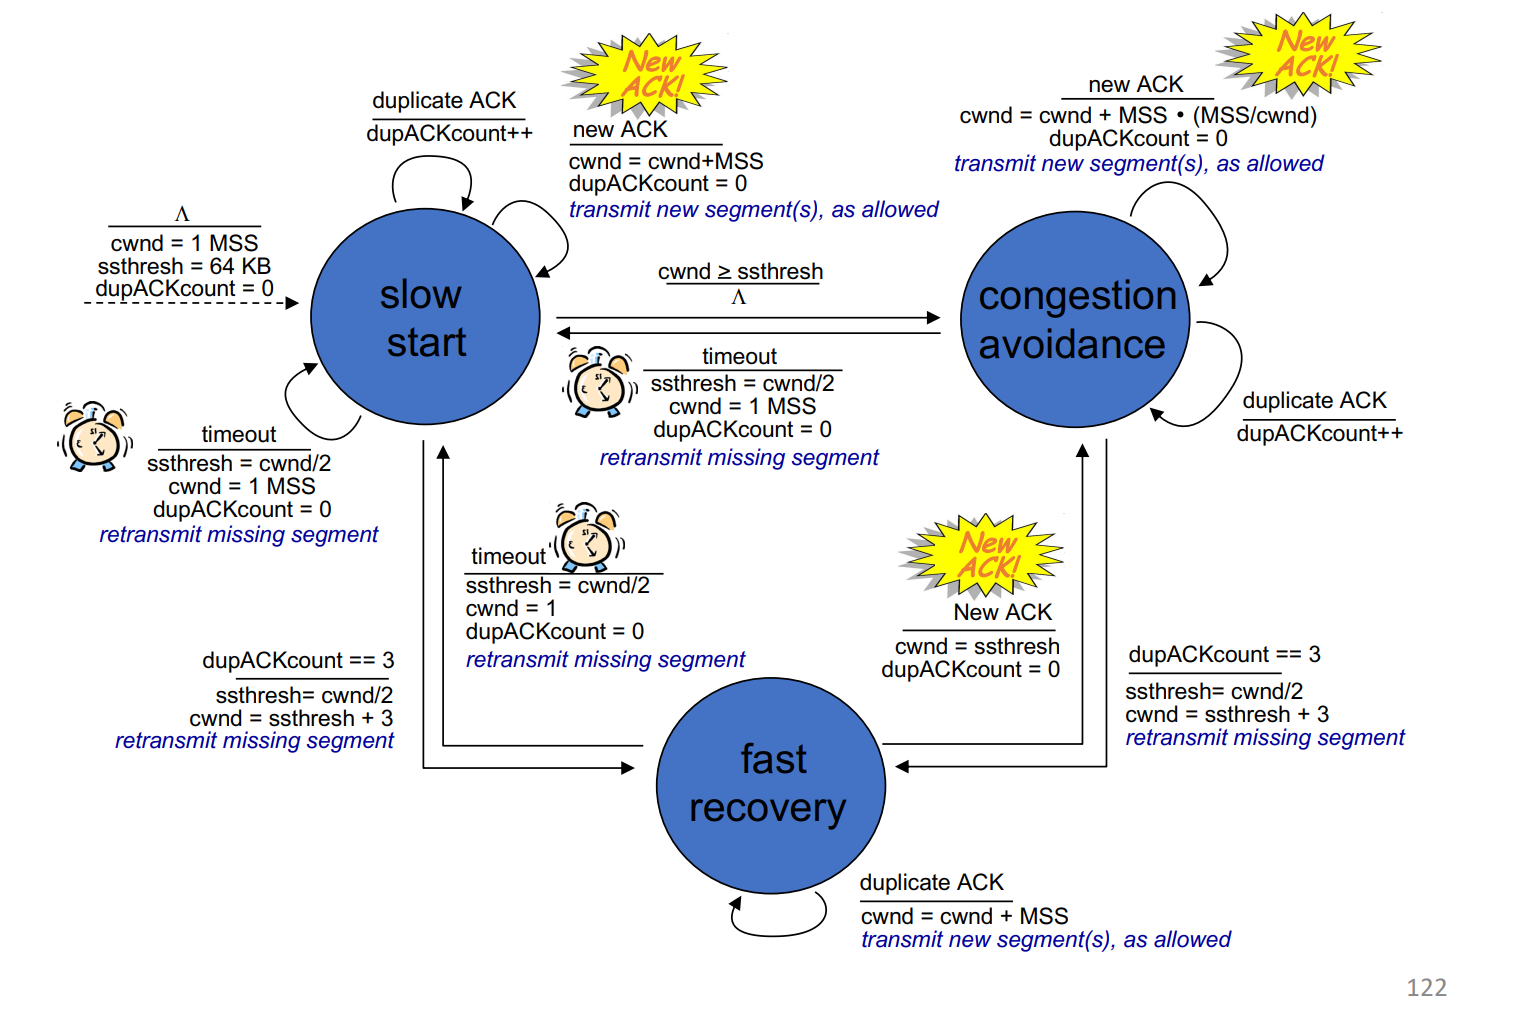 New
ACK!
duplicate ACK
dupACKcount++
new ACK
cwnd = cwnd+MSS
dupACKcount = 0
transmit new segment(s), as allowed
New
ACK!
new ACK
cwnd = cwnd + MSS • (MSS/cwnd)
dupACKcount = 0
transmit new segment(s), as allowed
Λ
cwnd = 1 MSS
ssthresh = 64 KB
dupACKcount = 0
slow
start
cwnd ≥ ssthresh
Λ
congestion
avoidance
timeout
ssthresh = cwnd/2
cwnd = 1 MSS
dupACKcount = 0
retransmit missing segment
duplicate ACK
dupACKcount++
timeout
ssthresh = cwnd/2
cwnd = 1 MSS
dupACKcount = 0
retransmit missing segment
timeout
ssthresh = cwnd/2
cwnd = 1
dupACKcount = 0
retransmit missing segment
New
ACK!
New ACK
cwnd = ssthresh
dupACKcount = 0
dupACKcount == 3
ssthresh= cwnd/2
cwnd = ssthresh + 3
retransmit missing segment
dupACKcount == 3
ssthresh= cwnd/2
cwnd = ssthresh + 3
retransmit missing segment
fast
recovery
duplicate ACK
cwnd = cwnd + MSS
transmit new segment(s), as allowed
122